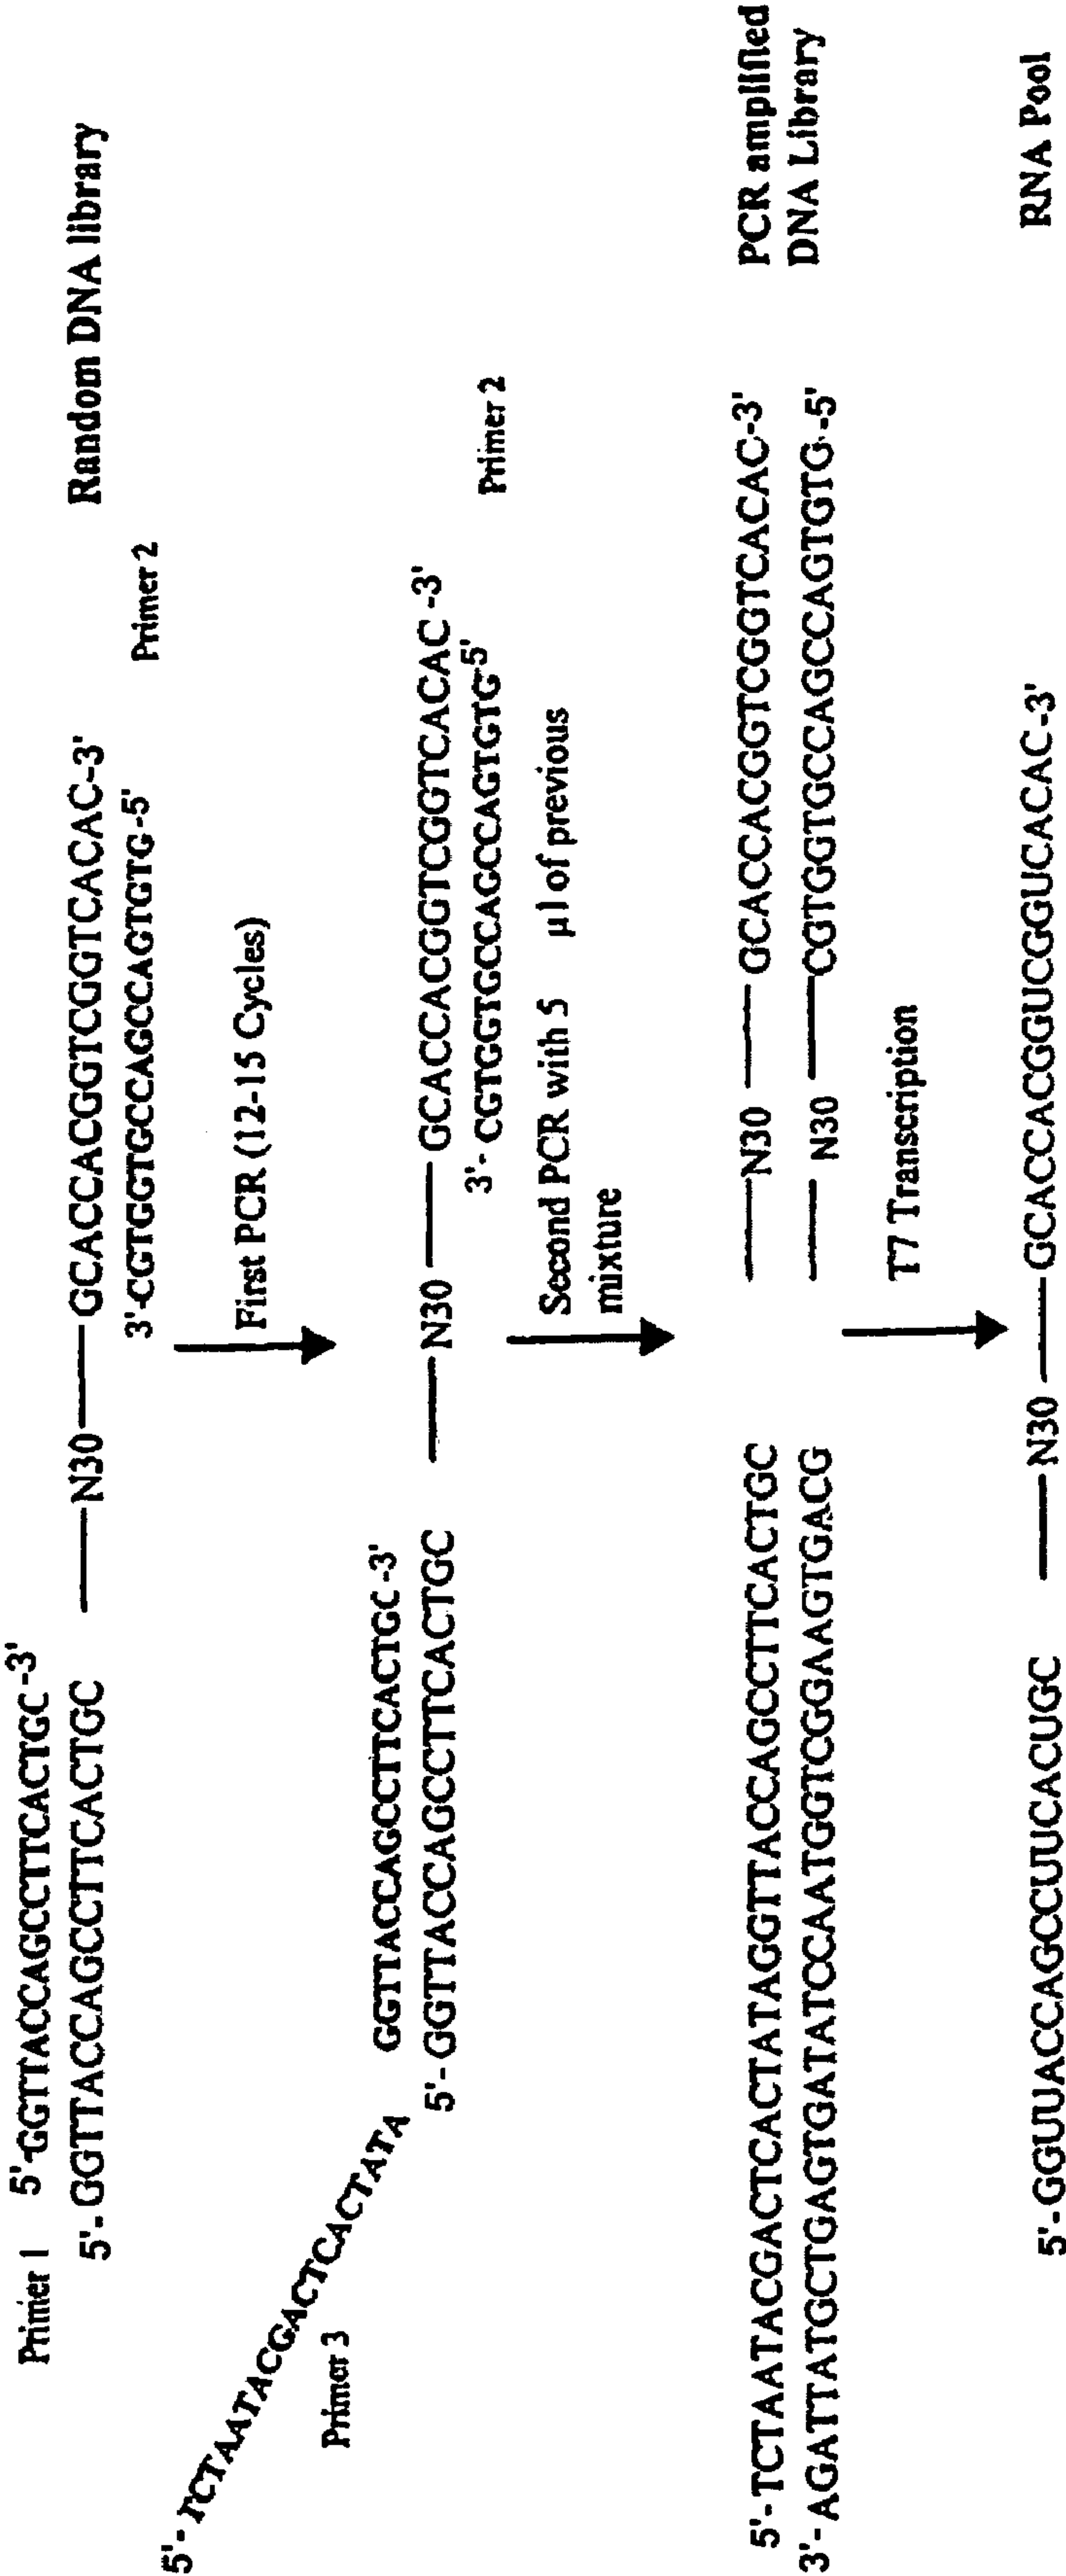 Primer 1 5'-GGTTACCAGCCTTCACTGC-3'
5'-GGTTACCAGCCTTCACTGC —N30— GCACCACGGTCGGTCACAC-3' Random DNA library
3'-CGTGGTGCCAGCCAGTGTG-5' Primer 2
First PCR (12-15 Cycles)
5'-TCTAATACGACTCACTATA GGTTACCAGCCTTCACTGC-3'
Primer 3
5'-GGTTACCAGCCTTCACTGC —N30— GCACCACGGTCGGTCACAC-3'
3'-CGTGGTGCCAGCCAGTGTG-5' Primer 2
Second PCR with 5 µl of previous
mixture
5'-TCTAATACGACTCACTATAGGTTACCAGCCTTCACTGC —N30— GCACCACGGTCGGTCACAC-3' PCR amplified
3'-AGATTATGCTGAGTGATATCCAATGGTCGGAAGTGACG — N30 —CGTGGTGCCAGCCAGTGTG-5' DNA Library
T7 Transcription
5'-GGUUACCAGCCUUCACUGC —N30— GCACCACGGUCGGUCACAC-3' RNA Pool